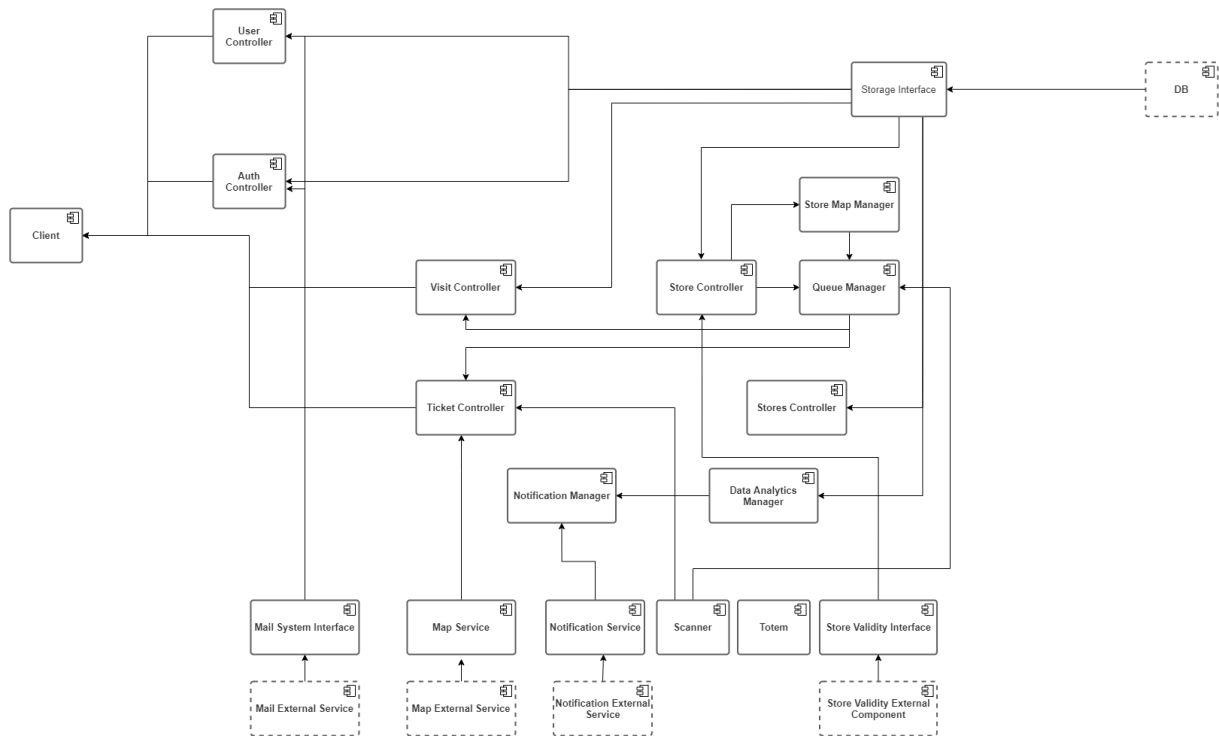 User
Controller
Storage Interface
DB
Auth
Controller
Store Map Manager
Client
Visit Controller
Store Controller
Queue Manager
Ticket Controller
Stores Controller
Notification Manager
Data Analytics
Manager
Mail System Interface
Map Service
Notification Service
Scanner
Totem
Store Validity Interface
Mail External Service
Map External Service
Notification External
Service
Store Validity External
Component